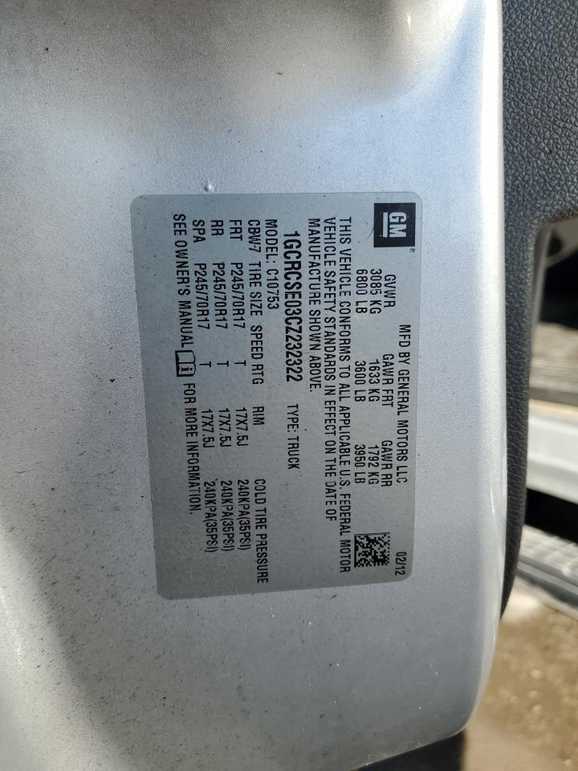 GM
MFD BY GENERAL MOTORS LLC 02/12
GVWR GAWR FRT GAWR RR
3085 KG 1633 KG 1792 KG
6800 LB 3600 LB 3950 LB
THIS VEHICLE CONFORMS TO ALL APPLICABLE U.S. FEDERAL MOTOR
VEHICLE SAFETY STANDARDS IN EFFECT ON THE DATE OF
MANUFACTURE SHOWN ABOVE.
1GCRCSE03CZ232322 TYPE: TRUCK
MODEL: C10753
CBW7 TIRE SIZE SPEED RTG RIM COLD TIRE PRESSURE
FRT P245/70R17 T 17X7.5J 240KPA(35PSI)
RR P245/70R17 T 17X7.5J 240KPA(35PSI)
SPA P245/70R17 T 17X7.5J 240KPA(35PSI)
SEE OWNER'S MANUAL FOR MORE INFORMATION.